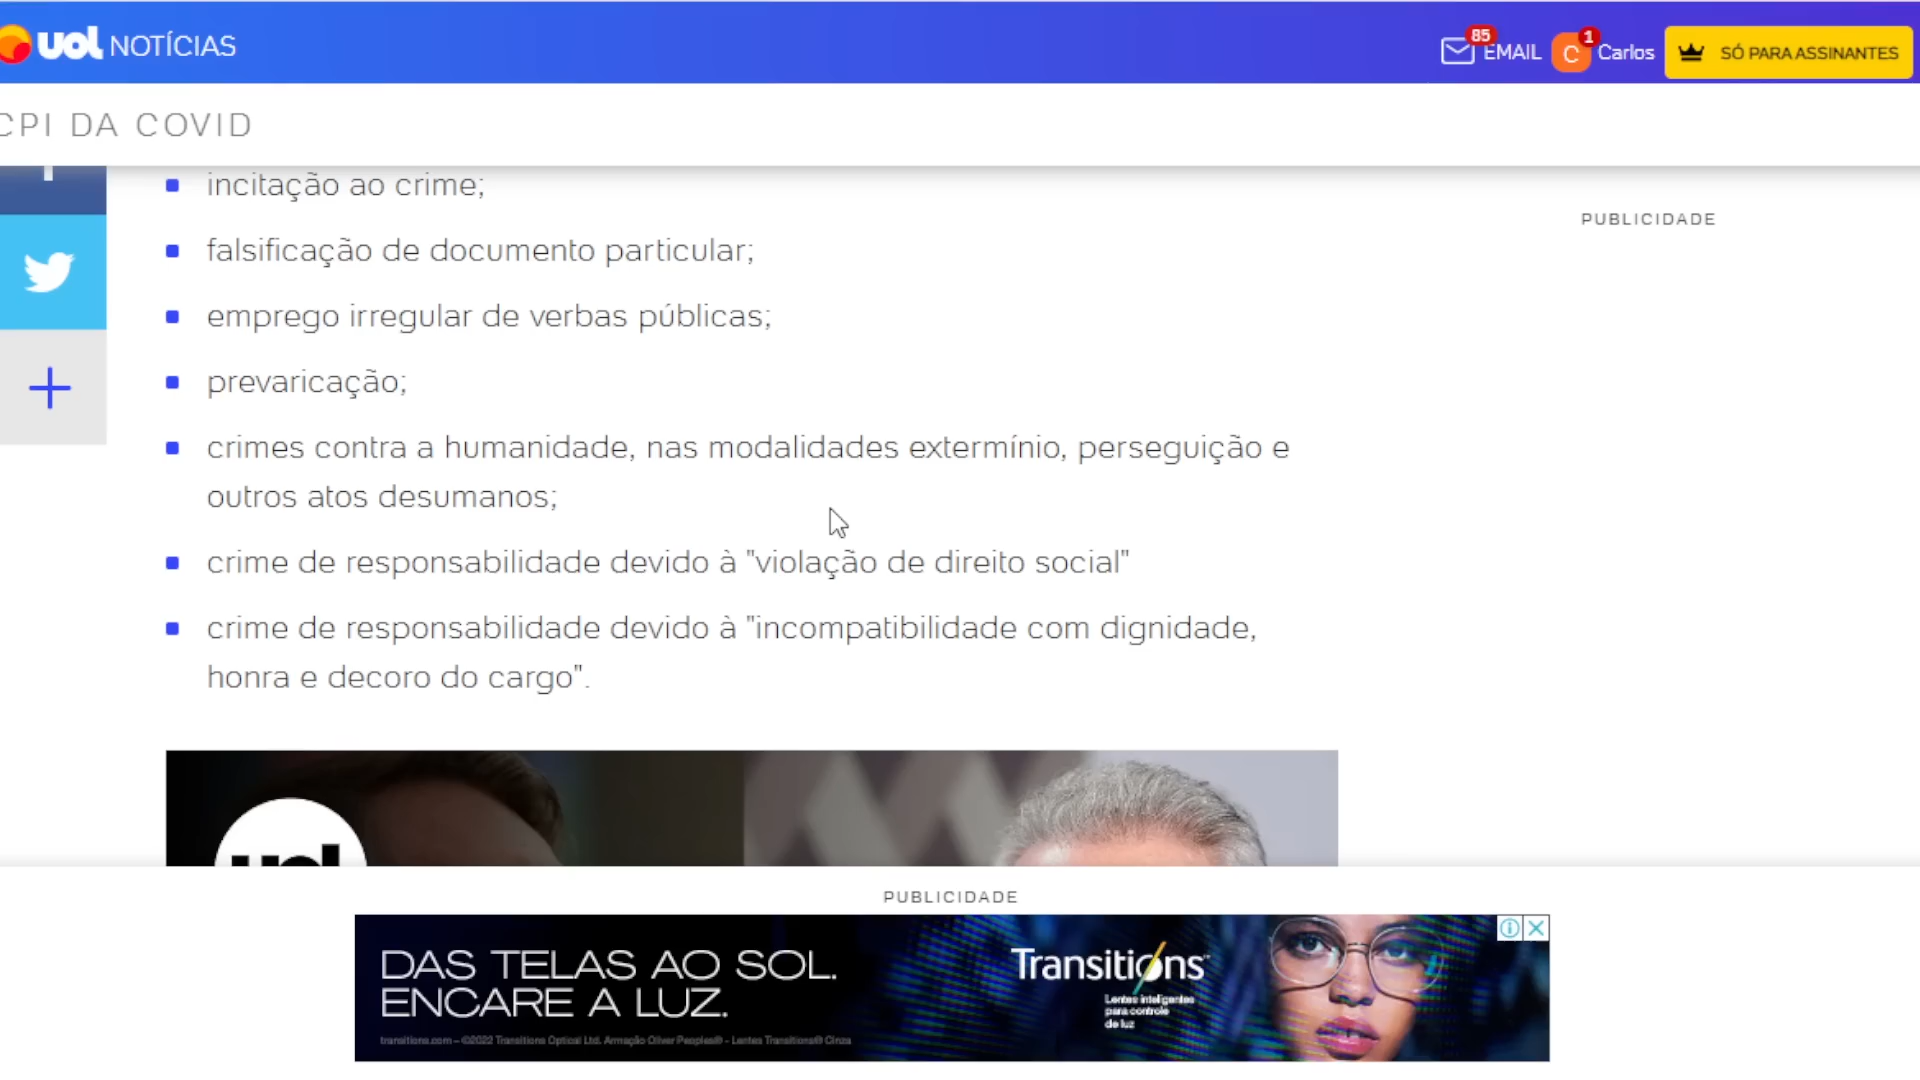 uol NOTÍCIAS
85
EMAIL
C
1
Carlos
SÓ PARA ASSINANTES
CPI DA COVID
incitação ao crime;
PUBLICIDADE
falsificação de documento particular;
emprego irregular de verbas públicas;
prevaricação;
crimes contra a humanidade, nas modalidades extermínio, perseguição e
outros atos desumanos;
crime de responsabilidade devido à "violação de direito social"
crime de responsabilidade devido à "incompatibilidade com dignidade,
honra e decoro do cargo".
uol
PUBLICIDADE
DAS TELAS AO SOL.
ENCARE A LUZ.
Transitions™
Lentes inteligentes
para controle
de luz
transitions.com – ©2022 Transitions Optical Ltd. Armação Oliver Peoples® - Lentes Transitions® Cinza